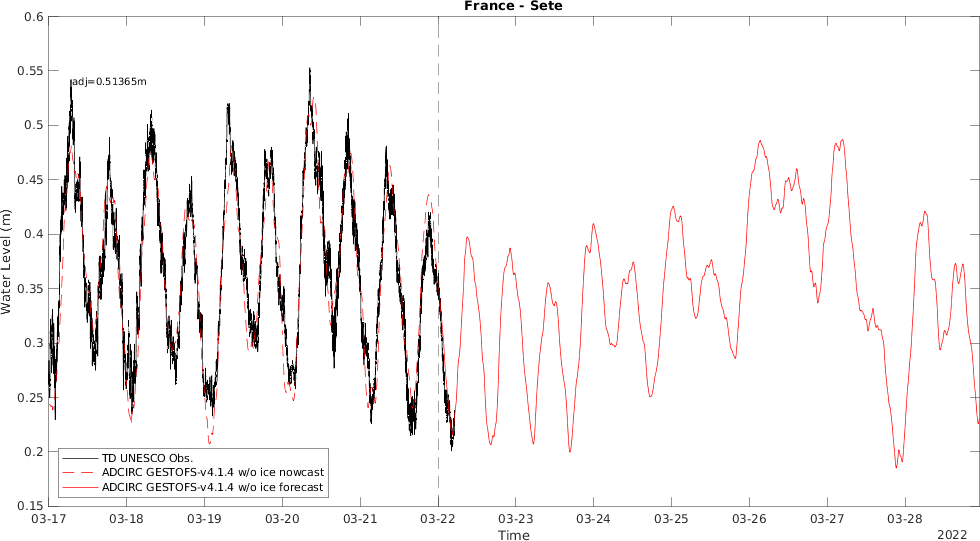 France - Sete
0.6
0.55
0.5
0.45
0.4
0.35
0.3
0.25
0.2
0.15
Water Level (m)
adj=0.51365m
TD UNESCO Obs.
ADCIRC GESTOFS-v4.1.4 w/o ice nowcast
ADCIRC GESTOFS-v4.1.4 w/o ice forecast
03-17 03-18 03-19 03-20 03-21 03-22 03-23 03-24 03-25 03-26 03-27 03-28
Time
2022